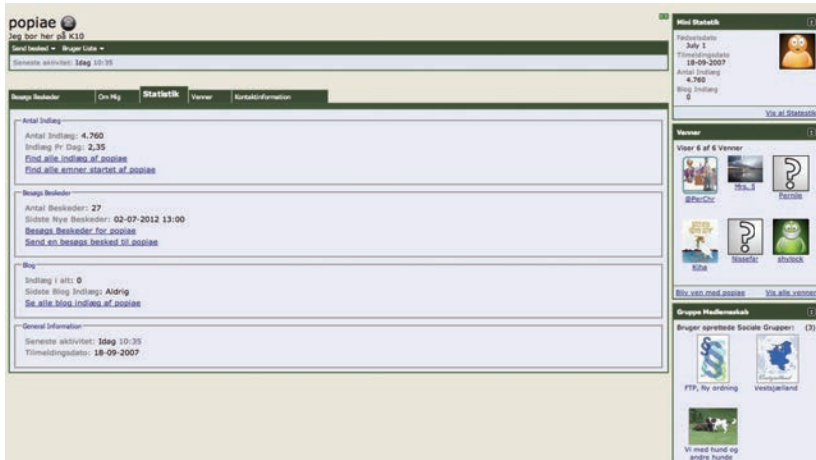 popiae
Jeg bor her på K10
Send besked Bruger Liste
Seneste aktivitet: Idag 10:35
Besøgs Beskeder Om Mig Statistik Venner Kontaktinformation
Antal Indlæg
Antal Indlæg: 4.760
Indlæg Pr Dag: 2,35
Find alle indlæg af popiae
Find alle emner startet af popiae
Besøgs Beskeder
Antal Beskeder: 27
Sidste Nye Beskeder: 02-07-2012 13:00
Besøgs Beskeder for popiae
Send en besøgs besked til popiae
Blog
Indlæg i alt: 0
Sidste Blog Indlæg: Aldrig
Se alle blog indlæg af popiae
General Information
Seneste aktivitet: Idag 10:35
Tilmeldingsdato: 18-09-2007
Mini Statistik
Fødselsdato
July 1
Tilmeldingsdato
18-09-2007
Antal Indlæg
4.760
Blog Indlæg
0
Vis al Statistik
Venner
Viser 6 af 6 Venner
@PerChr Mrs. S Pernile
Kiha Nissefar shylock
Bliv ven med popiae Vis alle venner
Gruppe Medlemsskab
Bruger oprettede Sociale Grupper: (3)
FTP, Ny ordning Vestsjælland
Vi med hund og
andre hunde